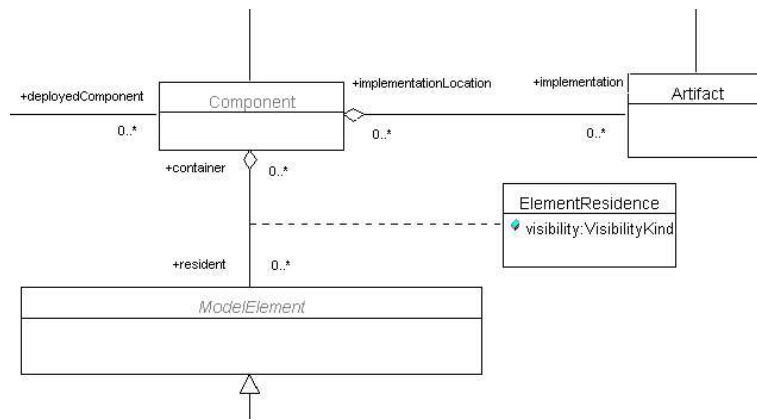 +deployedComponent
0..*
Component
+implementationLocation
0..*
+implementation
0..*
Artifact
+container
0..*
ElementResidence
visibility:VisibilityKind
+resident
0..*
ModelElement